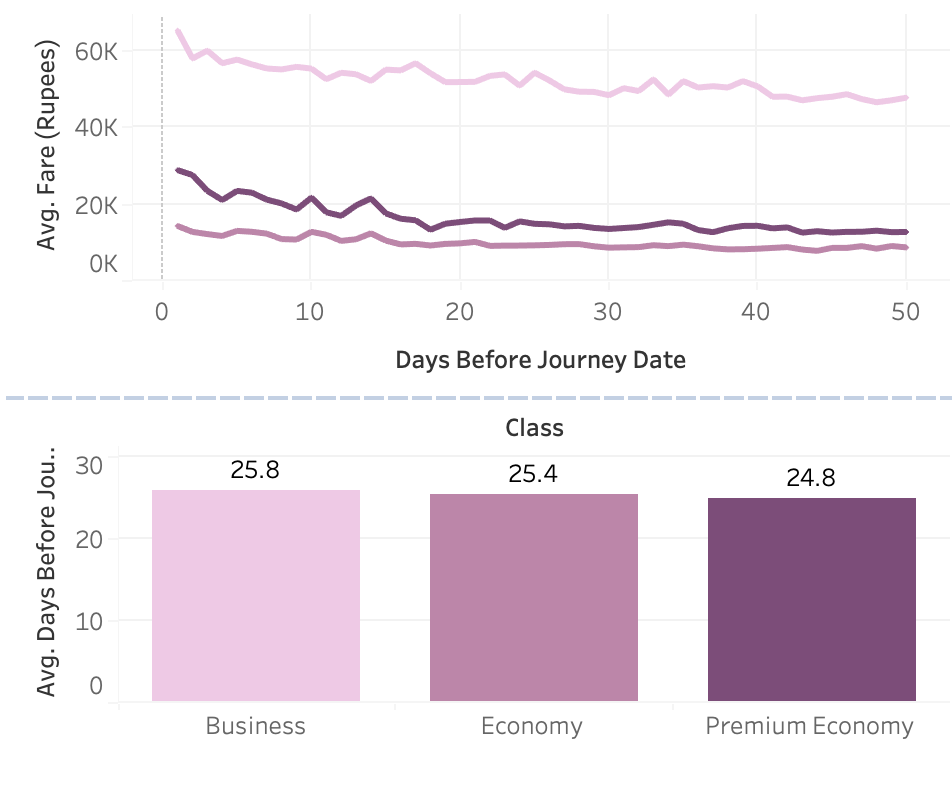 Avg. Fare (Rupees)
60K
40K
20K
0K
0 10 20 30 40 50
Days Before Journey Date
Class
Avg. Days Before Jou..
30
20
10
0
25.8 25.4 24.8
Business Economy Premium Economy